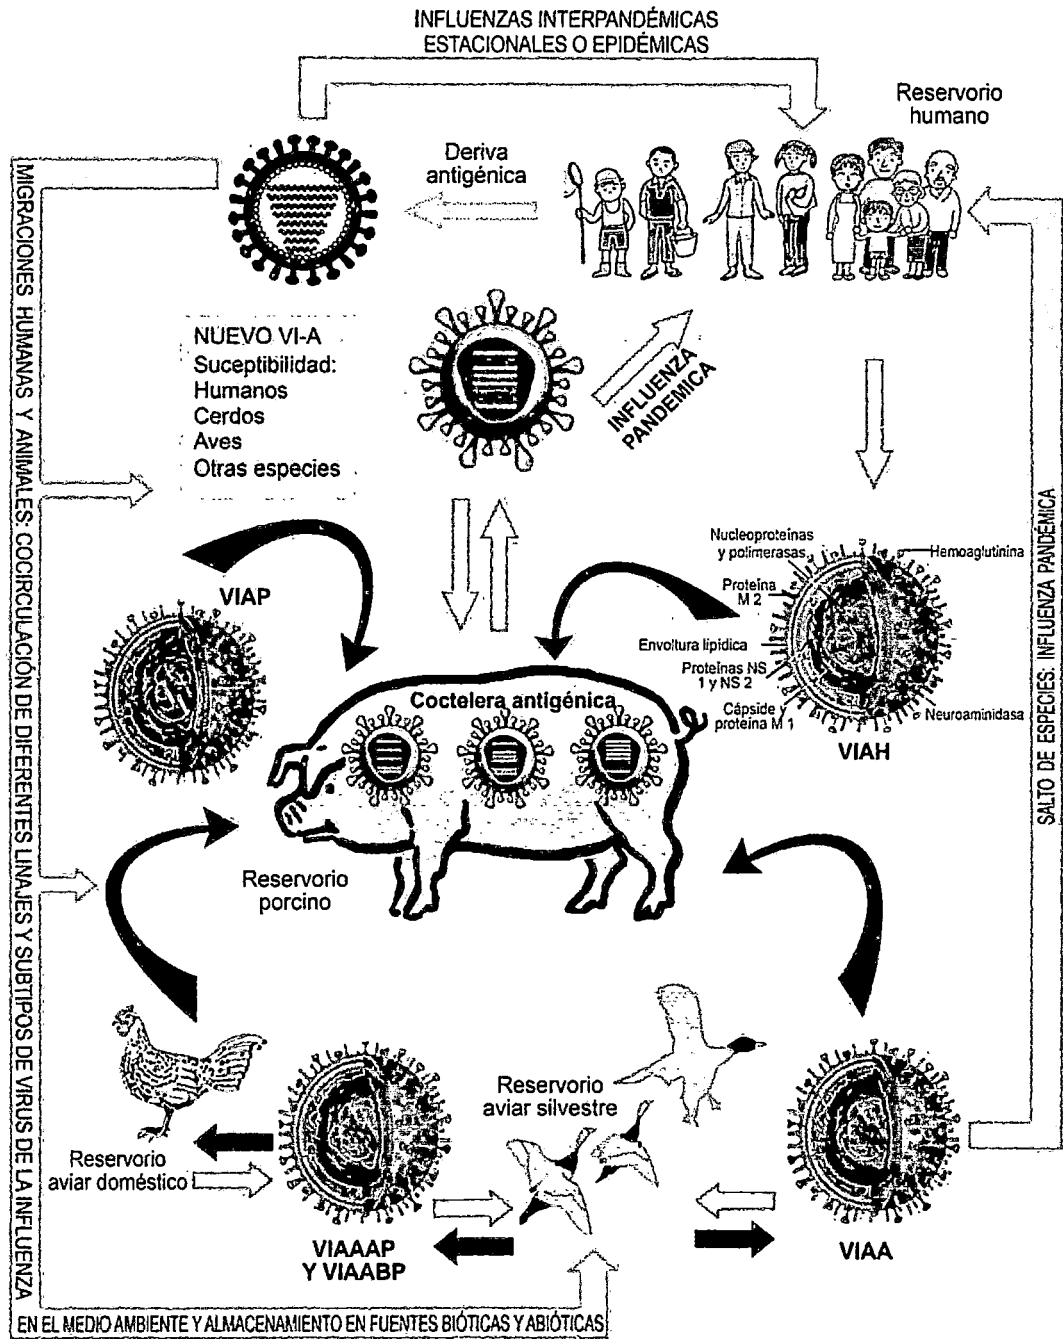 INFLUENZAS INTERPANDÉMICAS
ESTACIONALES O EPIDÉMICAS
Reservorio
humano
Deriva
antigénica
NUEVO VI-A
Suceptibilidad:
Humanos
Cerdos
Aves
Otras especies
INFLUENZA
PANDEMICA
MIGRACIONES HUMANAS Y ANIMALES: COCIRCULACIÓN DE DIFERENTES LINAJES Y SUBTIPOS DE VIRUS DE LA INFLUENZA
SALTO DE ESPECIES: INFLUENZA PANDÉMICA
VIAP
Nucleoproteínas
y polimerasas
Hemoaglutinina
Proteína
M 2
Envoltura lipídica
Proteínas NS
1 y NS 2
Cápside y
proteína M 1
Neuroaminidasa
VIAH
Coctelera antigénica
Reservorio
porcino
Reservorio
aviar silvestre
Reservorio
aviar doméstico
VIAAAP
Y VIAABP
VIAA
EN EL MEDIO AMBIENTE Y ALMACENAMIENTO EN FUENTES BIÓTICAS Y ABIÓTICAS